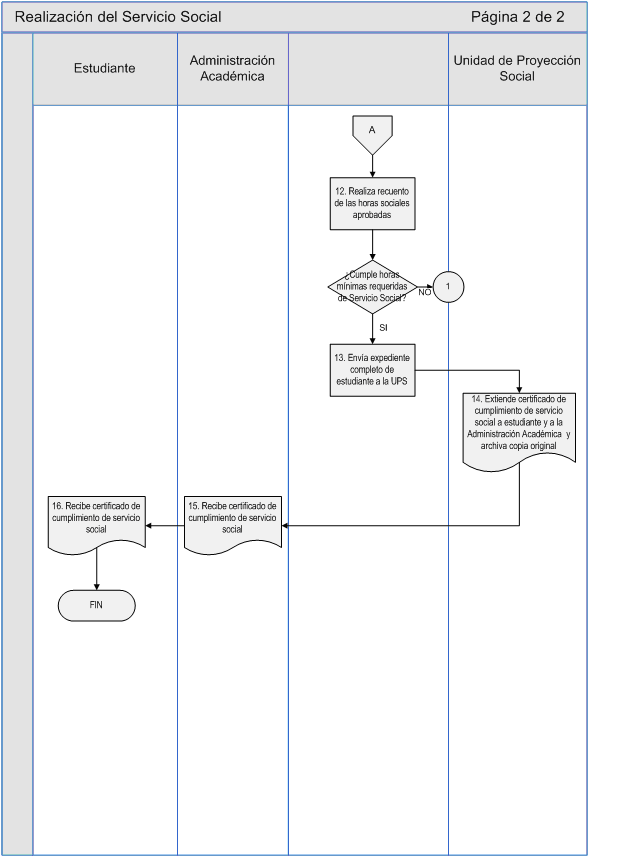 Realización del Servicio Social
Página 2 de 2
Estudiante
Administración
Académica
Unidad de Proyección
Social
A
12. Realiza recuento
de las horas sociales
aprobadas
¿Cumple horas
mínimas requeridas
de Servicio Social?
NO
1
SI
13. Envía expediente
completo de
estudiante a la UPS
14. Extiende certificado de
cumplimiento de servicio
social a estudiante y a la
Administración Académica y
archiva copia original
16. Recibe certificado de
cumplimiento de servicio
social
15. Recibe certificado de
cumplimiento de servicio
social
FIN